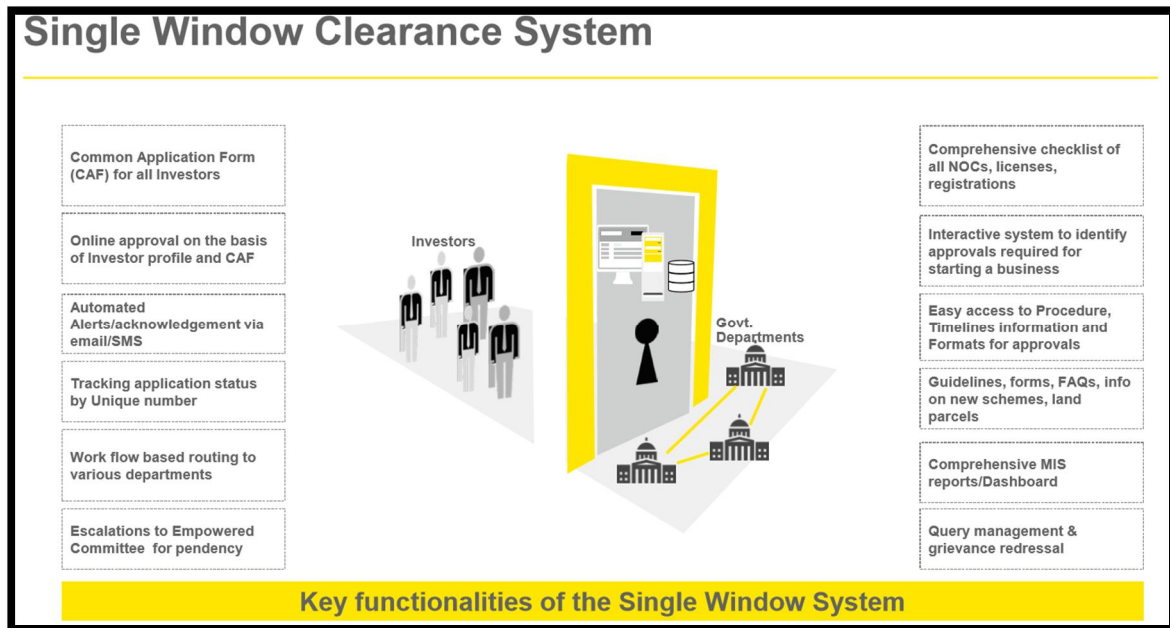 Single Window Clearance System
Common Application Form
(CAF) for all Investors
Online approval on the basis
of Investor profile and CAF
Automated
Alerts/acknowledgement via
email/SMS
Tracking application status
by Unique number
Work flow based routing to
various departments
Escalations to Empowered
Committee for pendency
Investors
Govt.
Departments
Comprehensive checklist of
all NOCs, licenses,
registrations
Interactive system to identify
approvals required for
starting a business
Easy access to Procedure,
Timelines information and
Formats for approvals
Guidelines, forms, FAQs, info
on new schemes, land
parcels
Comprehensive MIS
reports/Dashboard
Query management &
grievance redressal
Key functionalities of the Single Window System